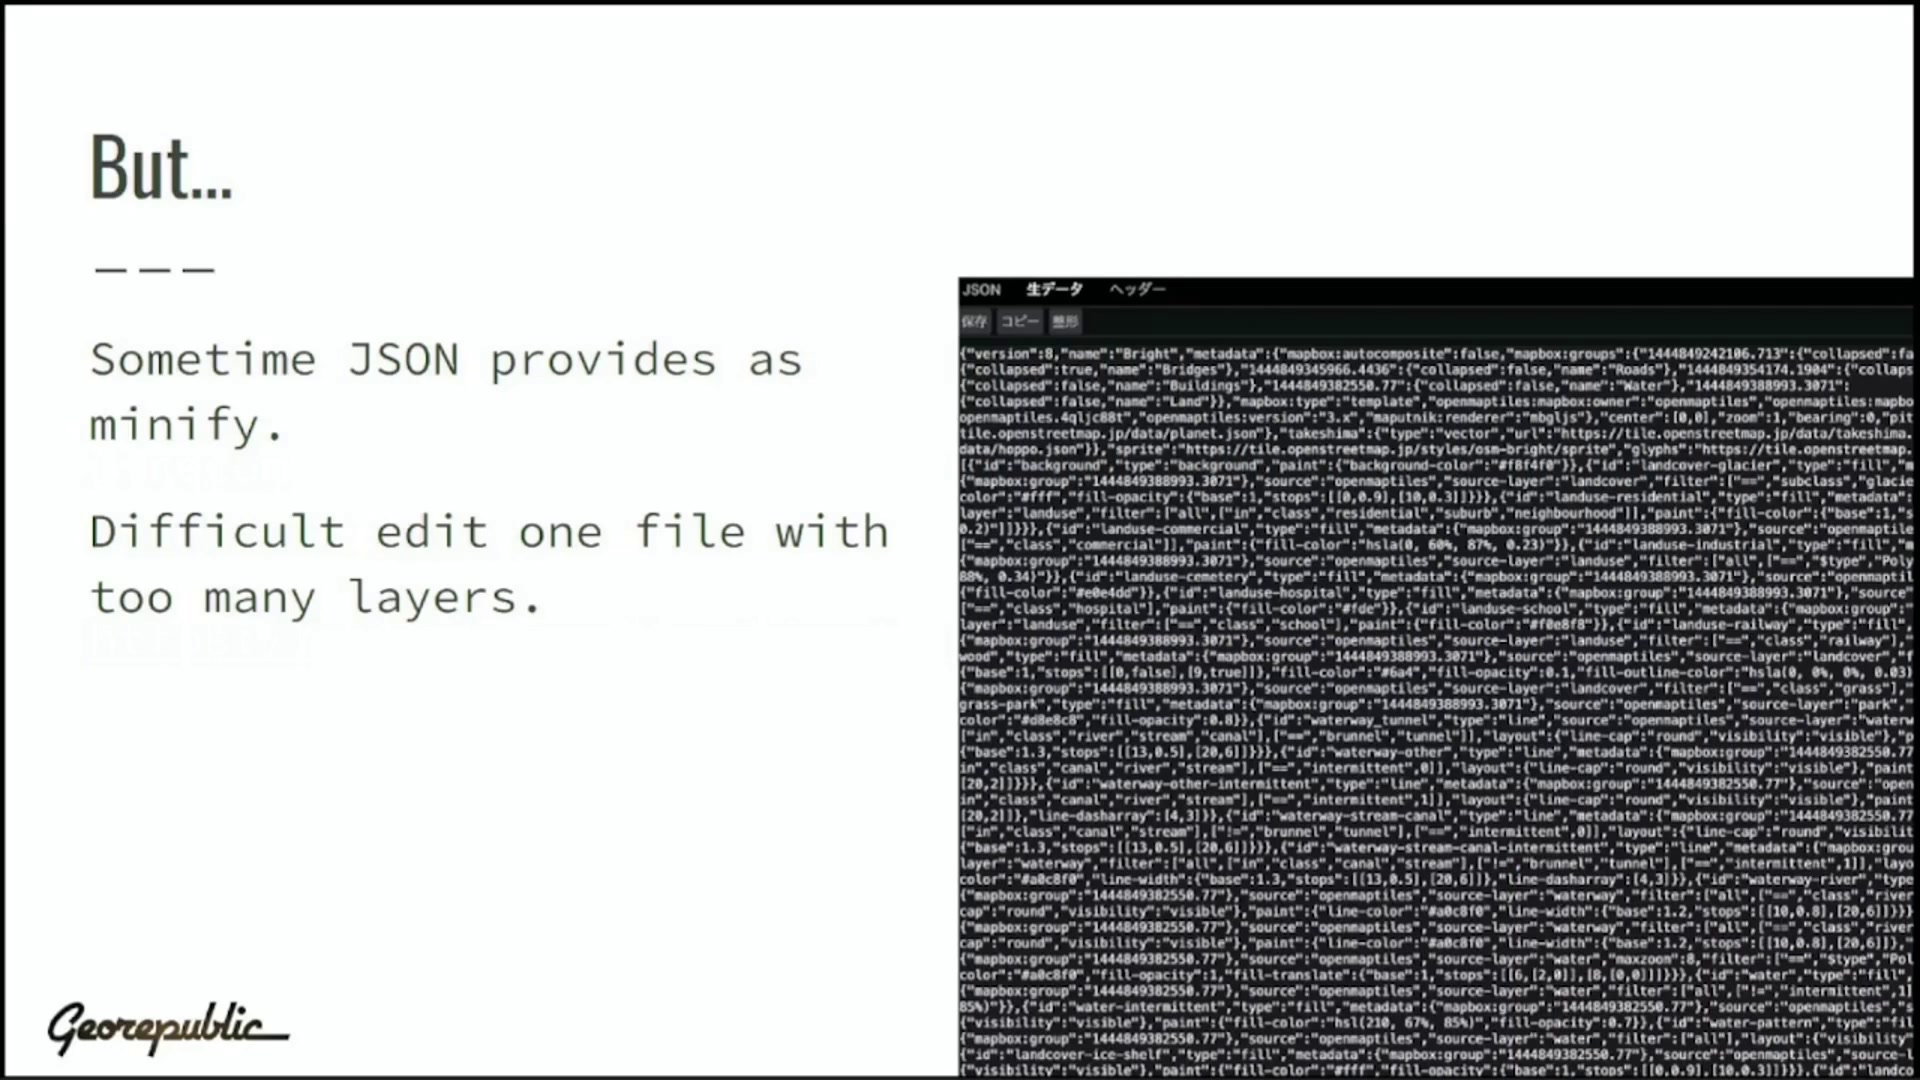 But...
Sometime JSON provides as
minify.
Difficult edit one file with
too many layers.
JSON 生データ ヘッダー
保存 コピー 整形
{"version":8,"name":"Bright","metadata":{"mapbox:autocomposite":false,"mapbox:groups":{"1444849242106.713":{"collapsed":fa
{"collapsed":true,"name":"Bridges"},"1444849345966.4436":{"collapsed":false,"name":"Roads"},"1444849354174.1904":{"collaps
{"collapsed":false,"name":"Buildings"},"1444849382550.77":{"collapsed":false,"name":"Water"},"1444849388993.3071":
{"collapsed":false,"name":"Land"}},"mapbox:type":"template","openmaptiles:mapbox:owner":"openmaptiles","openmaptiles:mapbo
openmaptiles.4qljc88t","openmaptiles:version":"3.x","maputnik:renderer":"mbgljs"},"center":[0,0],"zoom":1,"bearing":0,"pit
tile.openstreetmap.jp/data/planet.json"},"takeshima":{"type":"vector","url":"https://tile.openstreetmap.jp/data/takeshima.
data/hoppo.json"}},"sprite":"https://tile.openstreetmap.jp/styles/osm-bright/sprite","glyphs":"https://tile.openstreetmap.
[{"id":"background","type":"background","paint":{"background-color":"#f8f4f0"}},{"id":"landcover-glacier","type":"fill","m
{"mapbox:group":"1444849388993.3071"},"source":"openmaptiles","source-layer":"landcover","filter":["==","subclass","glacie
color":"#fff","fill-opacity":{"base":1,"stops":[[0,0.9],[10,0.3]]}}},{"id":"landuse-residential","type":"fill","metadata":
layer":"landuse","filter":["all",["in","class","residential","suburb","neighbourhood"]],"paint":{"fill-color":{"base":1,"s
0.2)"]]}}},{"id":"landuse-commercial","type":"fill","metadata":{"mapbox:group":"1444849388993.3071"},"source":"openmaptile
["==","class","commercial"]],"paint":{"fill-color":"hsla(0, 60%, 87%, 0.23)"}},{"id":"landuse-industrial","type":"fill","m
{"mapbox:group":"1444849388993.3071"},"source":"openmaptiles","source-layer":"landuse","filter":["all",["==","$type","Poly
88%, 0.34)"}},{"id":"landuse-cemetery","type":"fill","metadata":{"mapbox:group":"1444849388993.3071"},"source":"openmaptil
{"fill-color":"#e0e4dd"}},{"id":"landuse-hospital","type":"fill","metadata":{"mapbox:group":"1444849388993.3071"},"source"
["==","class","hospital"],"paint":{"fill-color":"#fde"}},{"id":"landuse-school","type":"fill","metadata":{"mapbox:group":"
layer":"landuse","filter":["==","class","school"],"paint":{"fill-color":"#f0e8f8"}},{"id":"landuse-railway","type":"fill",
{"mapbox:group":"1444849388993.3071"},"source":"openmaptiles","source-layer":"landuse","filter":["==","class","railway"],"
wood","type":"fill","metadata":{"mapbox:group":"1444849388993.3071"},"source":"openmaptiles","source-layer":"landcover","f
{"base":1,"stops":[[0,false],[9,true]]},"fill-color":"#6a4","fill-opacity":0.1,"fill-outline-color":"hsla(0, 0%, 0%, 0.03)
{"mapbox:group":"1444849388993.3071"},"source":"openmaptiles","source-layer":"landcover","filter":["==","class","grass"],"
grass-park","type":"fill","metadata":{"mapbox:group":"1444849388993.3071"},"source":"openmaptiles","source-layer":"park","
color":"#d8e8c8","fill-opacity":0.8}},{"id":"waterway_tunnel","type":"line","source":"openmaptiles","source-layer":"waterw
["in","class","river","stream","canal"],["==","brunnel","tunnel"]],"layout":{"line-cap":"round","visibility":"visible"},"p
{"base":1.3,"stops":[[13,0.5],[20,6]]}}},{"id":"waterway-other","type":"line","metadata":{"mapbox:group":"1444849382550.77
in","class","canal","river","stream"],["==","intermittent",0]],"layout":{"line-cap":"round","visibility":"visible"},"paint
[20,2]]}}},{"id":"waterway-other-intermittent","type":"line","metadata":{"mapbox:group":"1444849382550.77"},"source":"open
in","class","canal","river","stream"],["==","intermittent",1]],"layout":{"line-cap":"round","visibility":"visible"},"paint
[20,2]]},"line-dasharray":[4,3]}},{"id":"waterway-stream-canal","type":"line","metadata":{"mapbox:group":"1444849382550.77
["in","class","canal","stream"],["!=","brunnel","tunnel"],["==","intermittent",0]],"layout":{"line-cap":"round","visibilit
{"base":1.3,"stops":[[13,0.5],[20,6]]}}},{"id":"waterway-stream-canal-intermittent","type":"line","metadata":{"mapbox:grou
layer":"waterway","filter":["all",["in","class","canal","stream"],["!=","brunnel","tunnel"],["==","intermittent",1]],"layo
color":"#a0c8f0","line-width":{"base":1.3,"stops":[[13,0.5],[20,6]]},"line-dasharray":[4,3]}},{"id":"waterway-river","type
{"mapbox:group":"1444849382550.77"},"source":"openmaptiles","source-layer":"waterway","filter":["all",["==","class","river
cap":"round","visibility":"visible"},"paint":{"line-color":"#a0c8f0","line-width":{"base":1.2,"stops":[[10,0.8],[20,6]]}}}
{"mapbox:group":"1444849382550.77"},"source":"openmaptiles","source-layer":"waterway","filter":["all",["==","class","river
cap":"round","visibility":"visible"},"paint":{"line-color":"#a0c8f0","line-width":{"base":1.2,"stops":[[10,0.8],[20,6]]},"
{"mapbox:group":"1444849382550.77"},"source":"openmaptiles","source-layer":"water","maxzoom":8,"filter":["==","$type","Pol
color":"#a0c8f0","fill-opacity":1,"fill-translate":{"base":1,"stops":[[6,[2,0]],[8,[0,0]]]}}},{"id":"water","type":"fill",
{"mapbox:group":"1444849382550.77"},"source":"openmaptiles","source-layer":"water","filter":["all",["!=","intermittent",1]
85%)"}},{"id":"water-intermittent","type":"fill","metadata":{"mapbox:group":"1444849382550.77"},"source":"openmaptiles","s
{"visibility":"visible"},"paint":{"fill-color":"hsl(210, 67%, 85%)","fill-opacity":0.7}},{"id":"water-pattern","type":"fil
{"mapbox:group":"1444849382550.77"},"source":"openmaptiles","source-layer":"water","filter":["all"],"layout":{"visibility"
{"id":"landcover-ice-shelf","type":"fill","metadata":{"mapbox:group":"1444849382550.77"},"source":"openmaptiles","source-l
{"visibility":"visible"},"paint":{"fill-color":"#fff","fill-opacity":{"base":1,"stops":[[0,0.9],[10,0.3]]}}},{"id":"landco
Georepublic